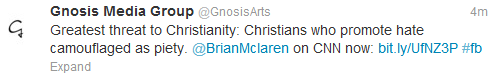 Gnosis Media Group @GnosisArts 4m
Greatest threat to Christianity: Christians who promote hate
camouflaged as piety. @BrianMclaren on CNN now: bit.ly/UfNZ3P #fb
Expand